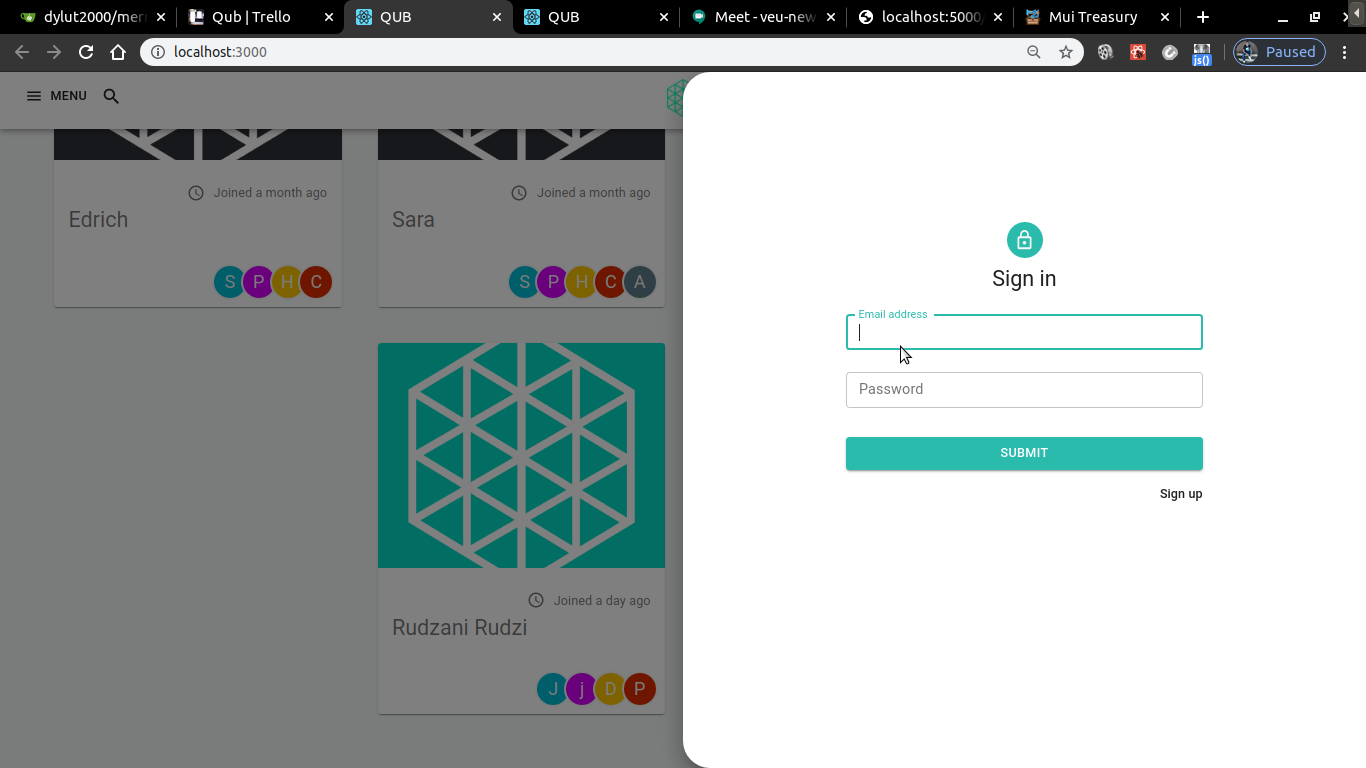 dylut2000/mer
Qub | Trello
QUB
QUB
Meet - veu-new
localhost:5000
Mui Treasury
localhost:3000
js()
Paused
MENU
Joined a month ago
Edrich
S P H C
Joined a month ago
Sara
S P H C A
Joined a day ago
Rudzani Rudzi
J j D P
Sign in
Email address
Password
SUBMIT
Sign up